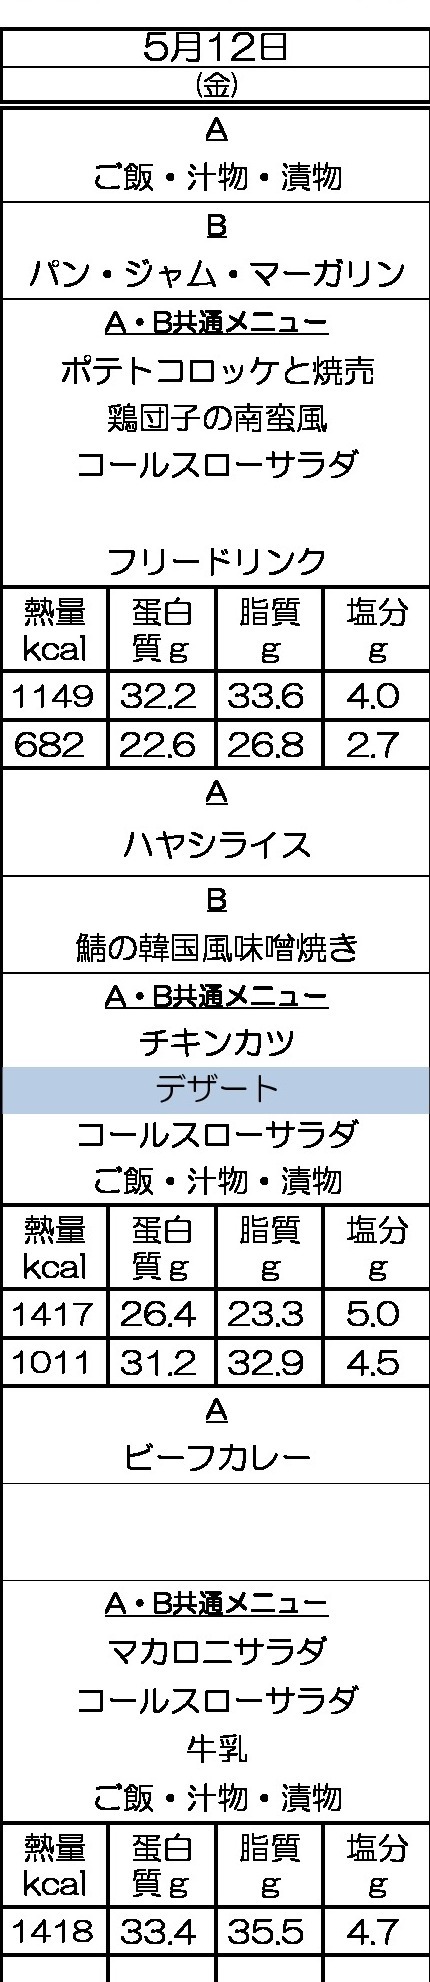 5月12日
(金)
A
ご飯・汁物・漬物
B
パン・ジャム・マーガリン
A・B共通メニュー
ポテトコロッケと焼売
鶏団子の南蛮風
コールスローサラダ
フリードリンク
熱量 蛋白 脂質 塩分
kcal 質g g g
1149 32.2 33.6 4.0
682 22.6 26.8 2.7
A
ハヤシライス
B
鯖の韓国風味噌焼き
A・B共通メニュー
チキンカツ
デザート
コールスローサラダ
ご飯・汁物・漬物
熱量 蛋白 脂質 塩分
kcal 質g g g
1417 26.4 23.3 5.0
1011 31.2 32.9 4.5
A
ビーフカレー
A・B共通メニュー
マカロニサラダ
コールスローサラダ
牛乳
ご飯・汁物・漬物
熱量 蛋白 脂質 塩分
kcal 質g g g
1418 33.4 35.5 4.7